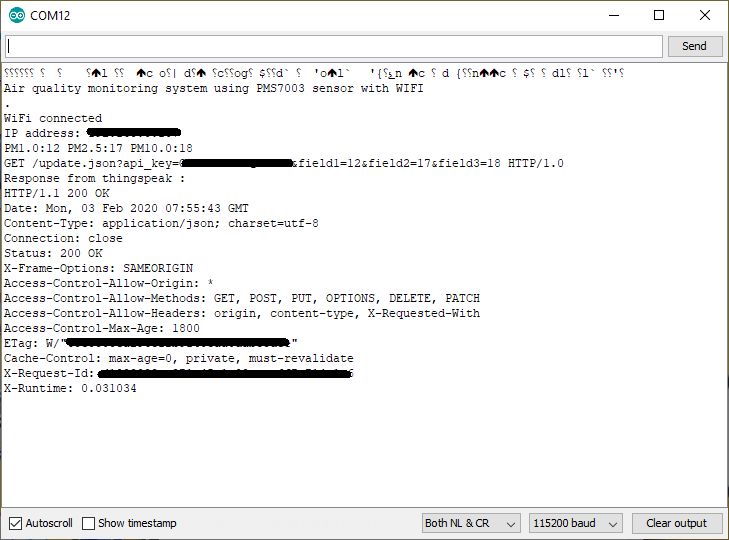 COM12
Send
Air quality monitoring system using PMS7003 sensor with WIFI
.
WiFi connected
IP address:
PM1.0:12 PM2.5:17 PM10.0:18
GET /update.json?api_key= &field1=12&field2=17&field3=18 HTTP/1.0
Response from thingspeak :
HTTP/1.1 200 OK
Date: Mon, 03 Feb 2020 07:55:43 GMT
Content-Type: application/json; charset=utf-8
Connection: close
Status: 200 OK
X-Frame-Options: SAMEORIGIN
Access-Control-Allow-Origin: *
Access-Control-Allow-Methods: GET, POST, PUT, OPTIONS, DELETE, PATCH
Access-Control-Allow-Headers: origin, content-type, X-Requested-With
Access-Control-Max-Age: 1800
ETag: W/" "
Cache-Control: max-age=0, private, must-revalidate
X-Request-Id:
X-Runtime: 0.031034
Autoscroll
Show timestamp
Both NL & CR
115200 baud
Clear output